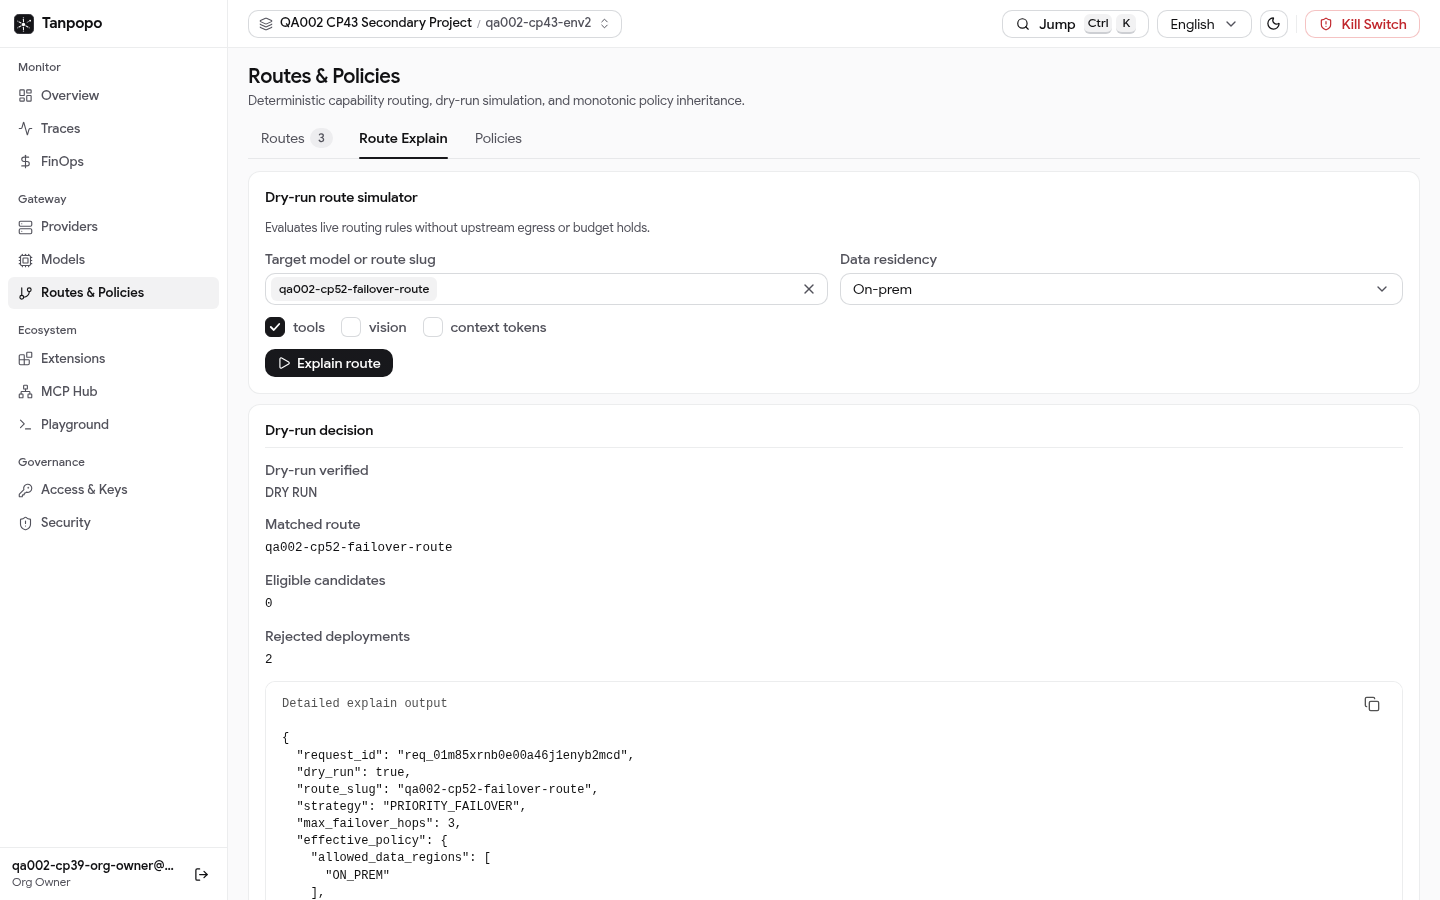 Tanpopo
QA002 CP43 Secondary Project / qa002-cp43-env2
Jump Ctrl K
English
Kill Switch
Monitor
Overview
Traces
FinOps
Gateway
Providers
Models
Routes & Policies
Ecosystem
Extensions
MCP Hub
Playground
Governance
Access & Keys
Security
qa002-cp39-org-owner@...
Org Owner
Routes & Policies
Deterministic capability routing, dry-run simulation, and monotonic policy inheritance.
Routes 3 Route Explain Policies
Dry-run route simulator
Evaluates live routing rules without upstream egress or budget holds.
Target model or route slug
qa002-cp52-failover-route
Data residency
On-prem
tools vision context tokens
Explain route
Dry-run decision
Dry-run verified
DRY RUN
Matched route
qa002-cp52-failover-route
Eligible candidates
0
Rejected deployments
2
Detailed explain output
{
"request_id": "req_01m85xrnb0e00a46j1enyb2mcd",
"dry_run": true,
"route_slug": "qa002-cp52-failover-route",
"strategy": "PRIORITY_FAILOVER",
"max_failover_hops": 3,
"effective_policy": {
"allowed_data_regions": [
"ON_PREM"
],